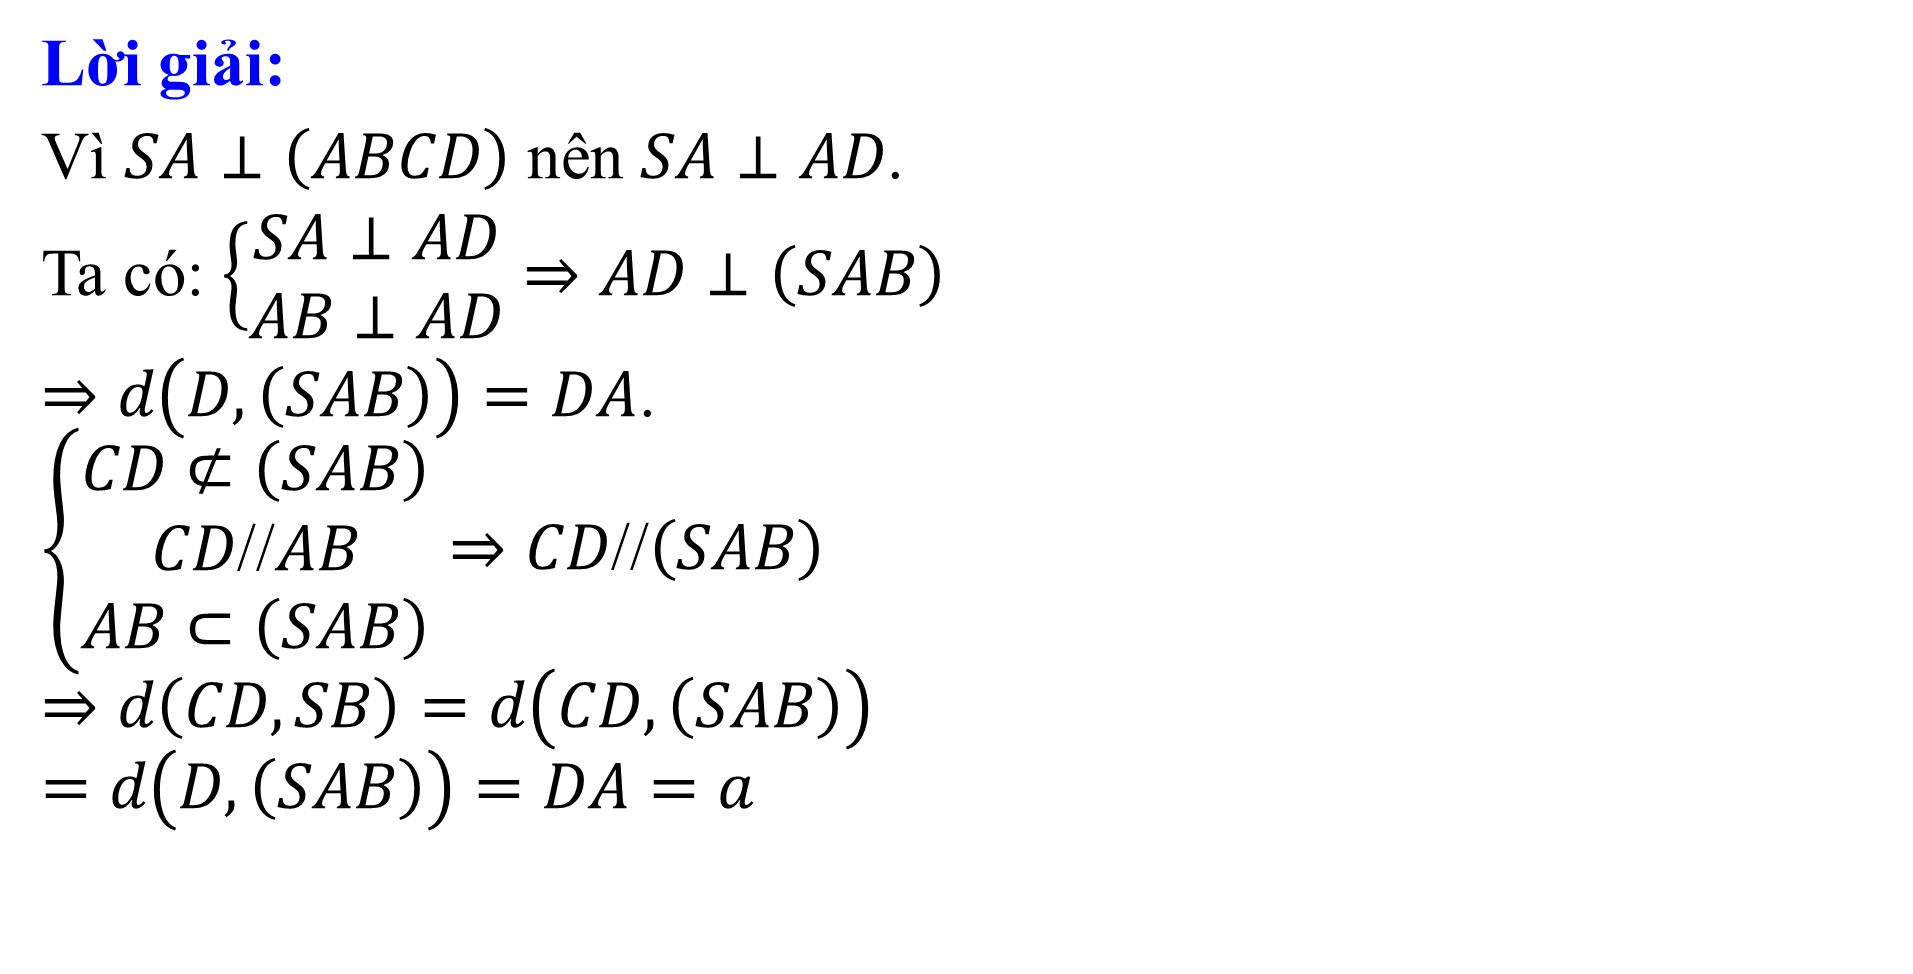 Lời giải:
Vì SA ⊥ (ABCD) nên SA ⊥ AD.
Ta có: { SA ⊥ AD
AB ⊥ AD ⇒ AD ⊥ (SAB)
⇒ d(D, (SAB)) = DA.
{ CD ⊄ (SAB)
CD//AB ⇒ CD//(SAB)
AB ⊂ (SAB)
⇒ d(CD, SB) = d(CD, (SAB))
= d(D, (SAB)) = DA = a